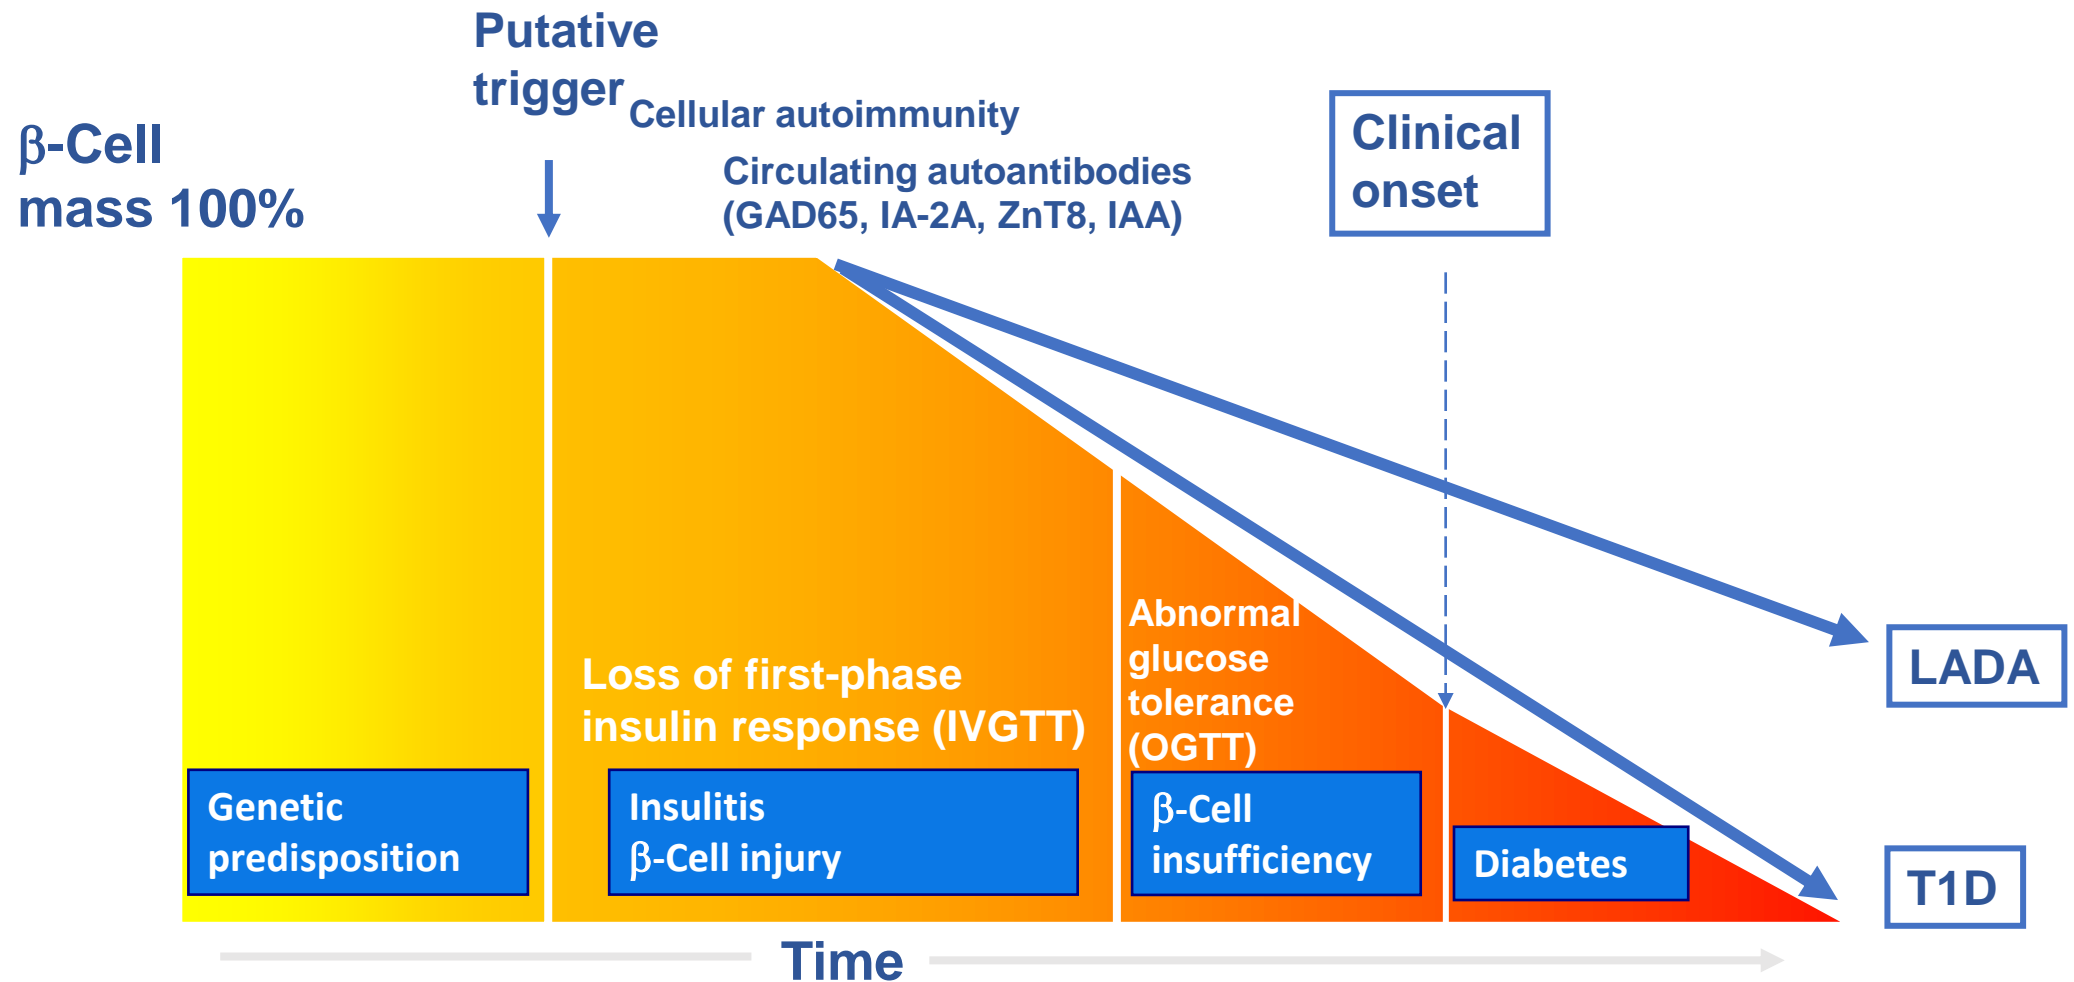 Putative
trigger
Cellular autoimmunity
β-Cell
mass 100%
Circulating autoantibodies
(GAD65, IA-2A, ZnT8, IAA)
Clinical
onset
Loss of first-phase
insulin response (IVGTT)
Abnormal
glucose
tolerance
(OGTT)
LADA
Genetic
predisposition
Insulitis
β-Cell injury
β-Cell
insufficiency
Diabetes
T1D
Time